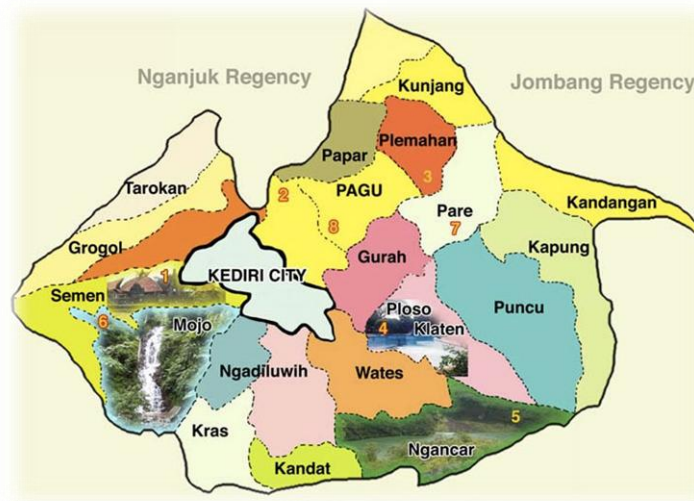 Nganjuk Regency
Jombang Regency
Kunjang
Plemahan
Papar
Tarokan
2
PAGU
3
Kandangan
Pare
8
7
Grogol
Gurah
Kapung
1
KEDIRI CITY
Semen
Ploso
Puncu
6
Mojo
4
Klaten
Ngadiluwih
Wates
5
Kras
Ngancar
Kandat